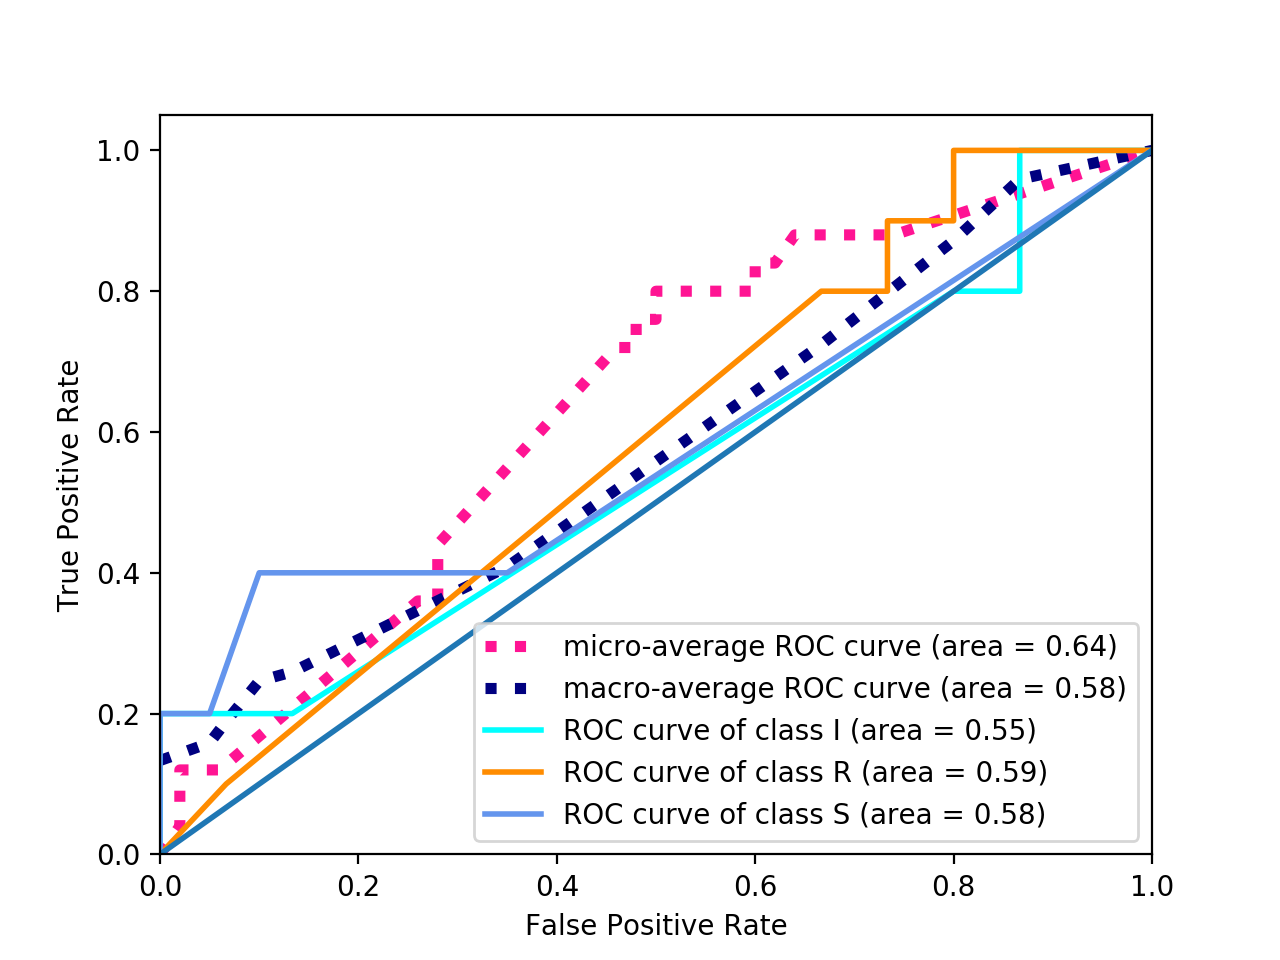 1.0
0.8
0.6
0.4
0.2
0.0
True Positive Rate
micro-average ROC curve (area = 0.64)
macro-average ROC curve (area = 0.58)
ROC curve of class I (area = 0.55)
ROC curve of class R (area = 0.59)
ROC curve of class S (area = 0.58)
0.0 0.2 0.4 0.6 0.8 1.0
False Positive Rate